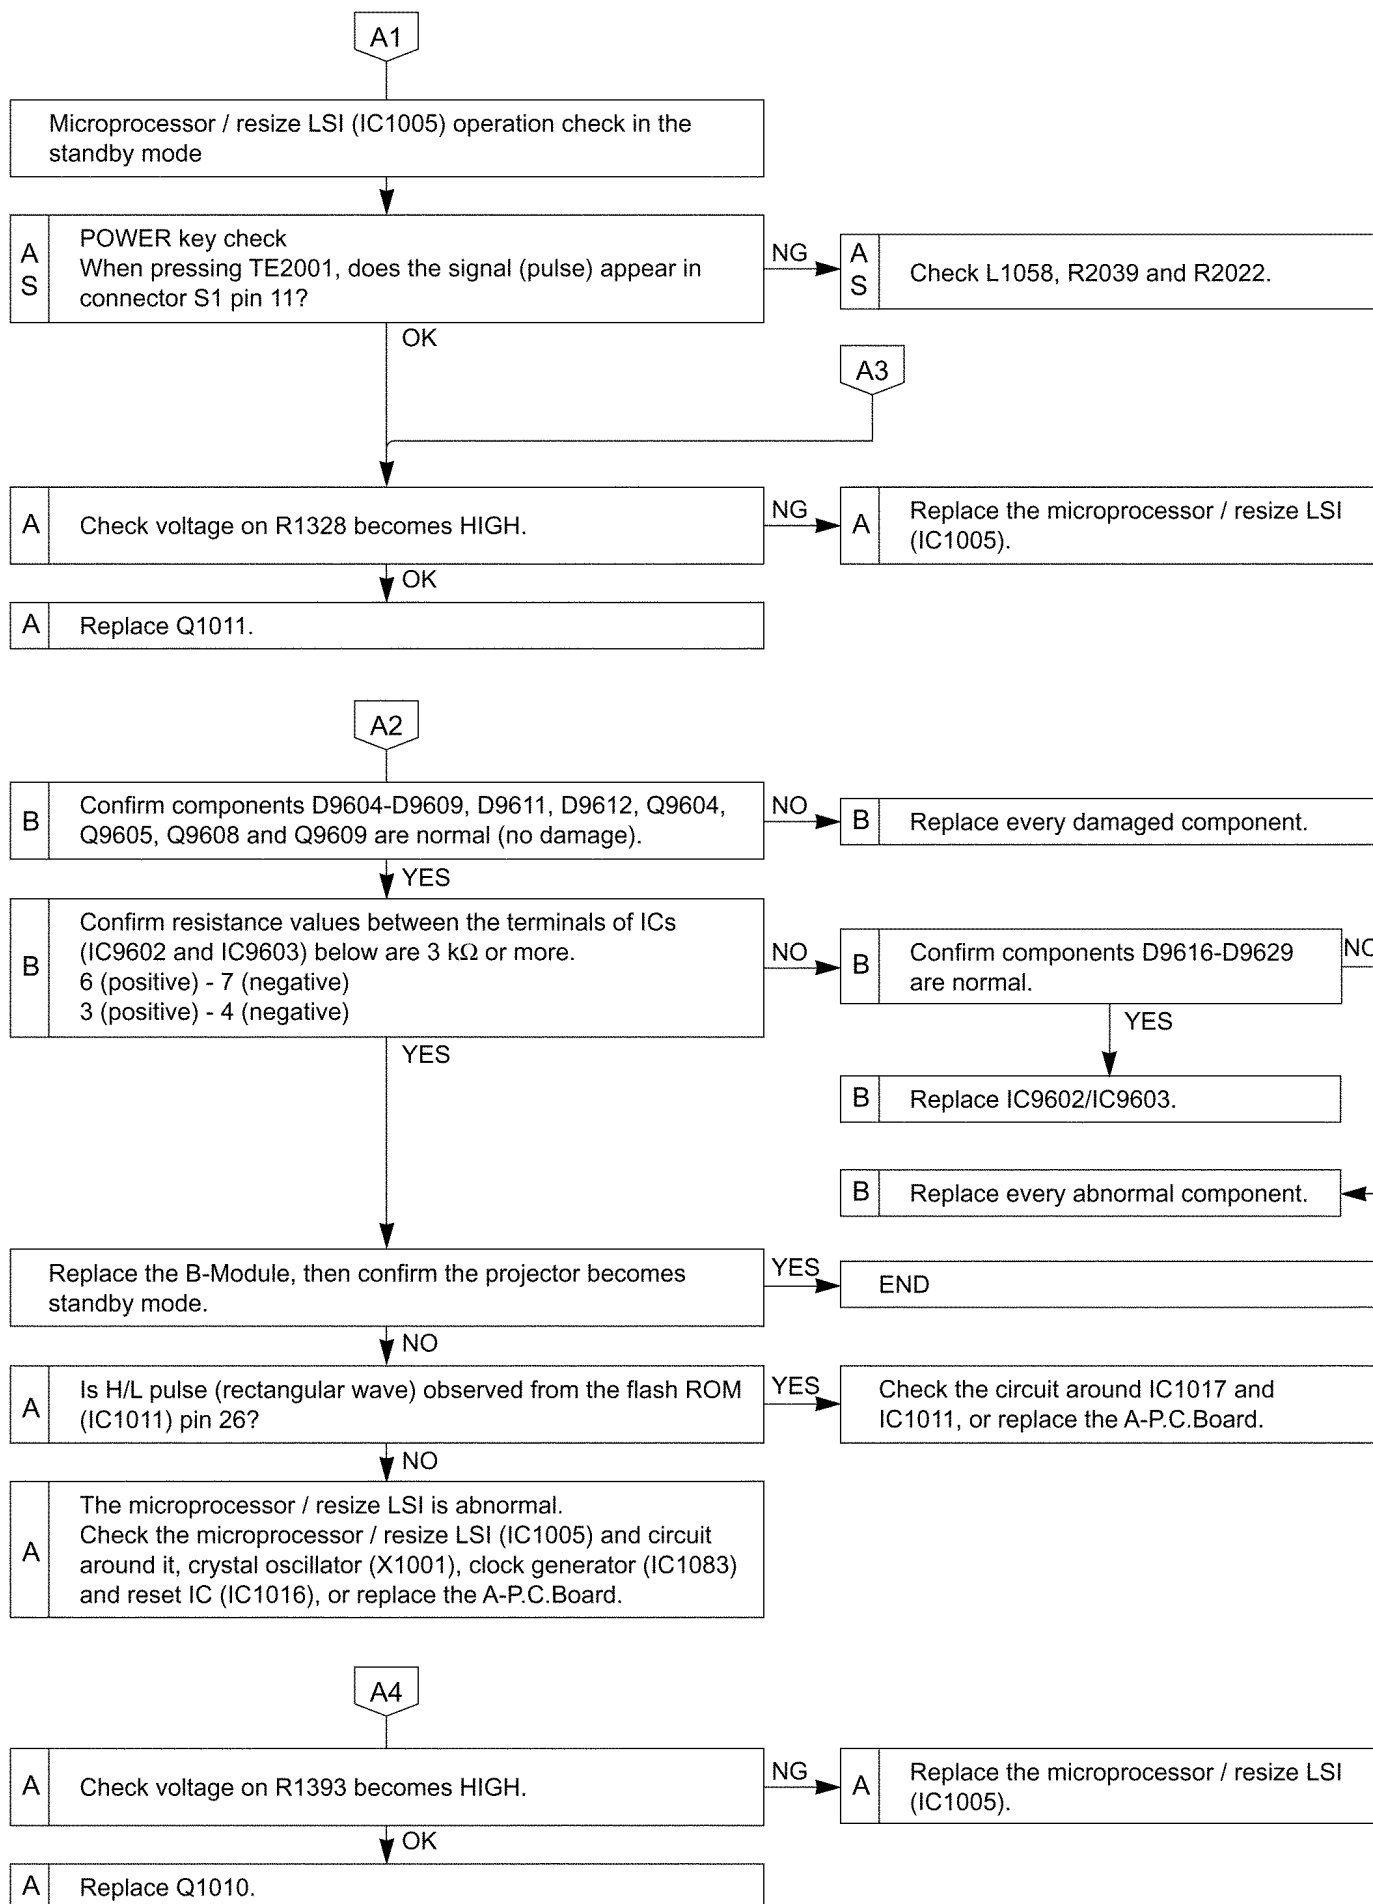 A1
Microprocessor / resize LSI (IC1005) operation check in the
standby mode
A
S
POWER key check
When pressing TE2001, does the signal (pulse) appear in
connector S1 pin 11?
NG
A
S
Check L1058, R2039 and R2022.
OK
A3
A
Check voltage on R1328 becomes HIGH.
NG
A
Replace the microprocessor / resize LSI
(IC1005).
OK
A
Replace Q1011.
A2
B
Confirm components D9604-D9609, D9611, D9612, Q9604,
Q9605, Q9608 and Q9609 are normal (no damage).
NO
B
Replace every damaged component.
YES
B
Confirm resistance values between the terminals of ICs
(IC9602 and IC9603) below are 3 kΩ or more.
6 (positive) - 7 (negative)
3 (positive) - 4 (negative)
NO
B
Confirm components D9616-D9629
are normal.
NO
YES
YES
B
Replace IC9602/IC9603.
B
Replace every abnormal component.
Replace the B-Module, then confirm the projector becomes
standby mode.
YES
END
NO
A
Is H/L pulse (rectangular wave) observed from the flash ROM
(IC1011) pin 26?
YES
Check the circuit around IC1017 and
IC1011, or replace the A-P.C.Board.
NO
A
The microprocessor / resize LSI is abnormal.
Check the microprocessor / resize LSI (IC1005) and circuit
around it, crystal oscillator (X1001), clock generator (IC1083)
and reset IC (IC1016), or replace the A-P.C.Board.
A4
A
Check voltage on R1393 becomes HIGH.
NG
A
Replace the microprocessor / resize LSI
(IC1005).
OK
A
Replace Q1010.